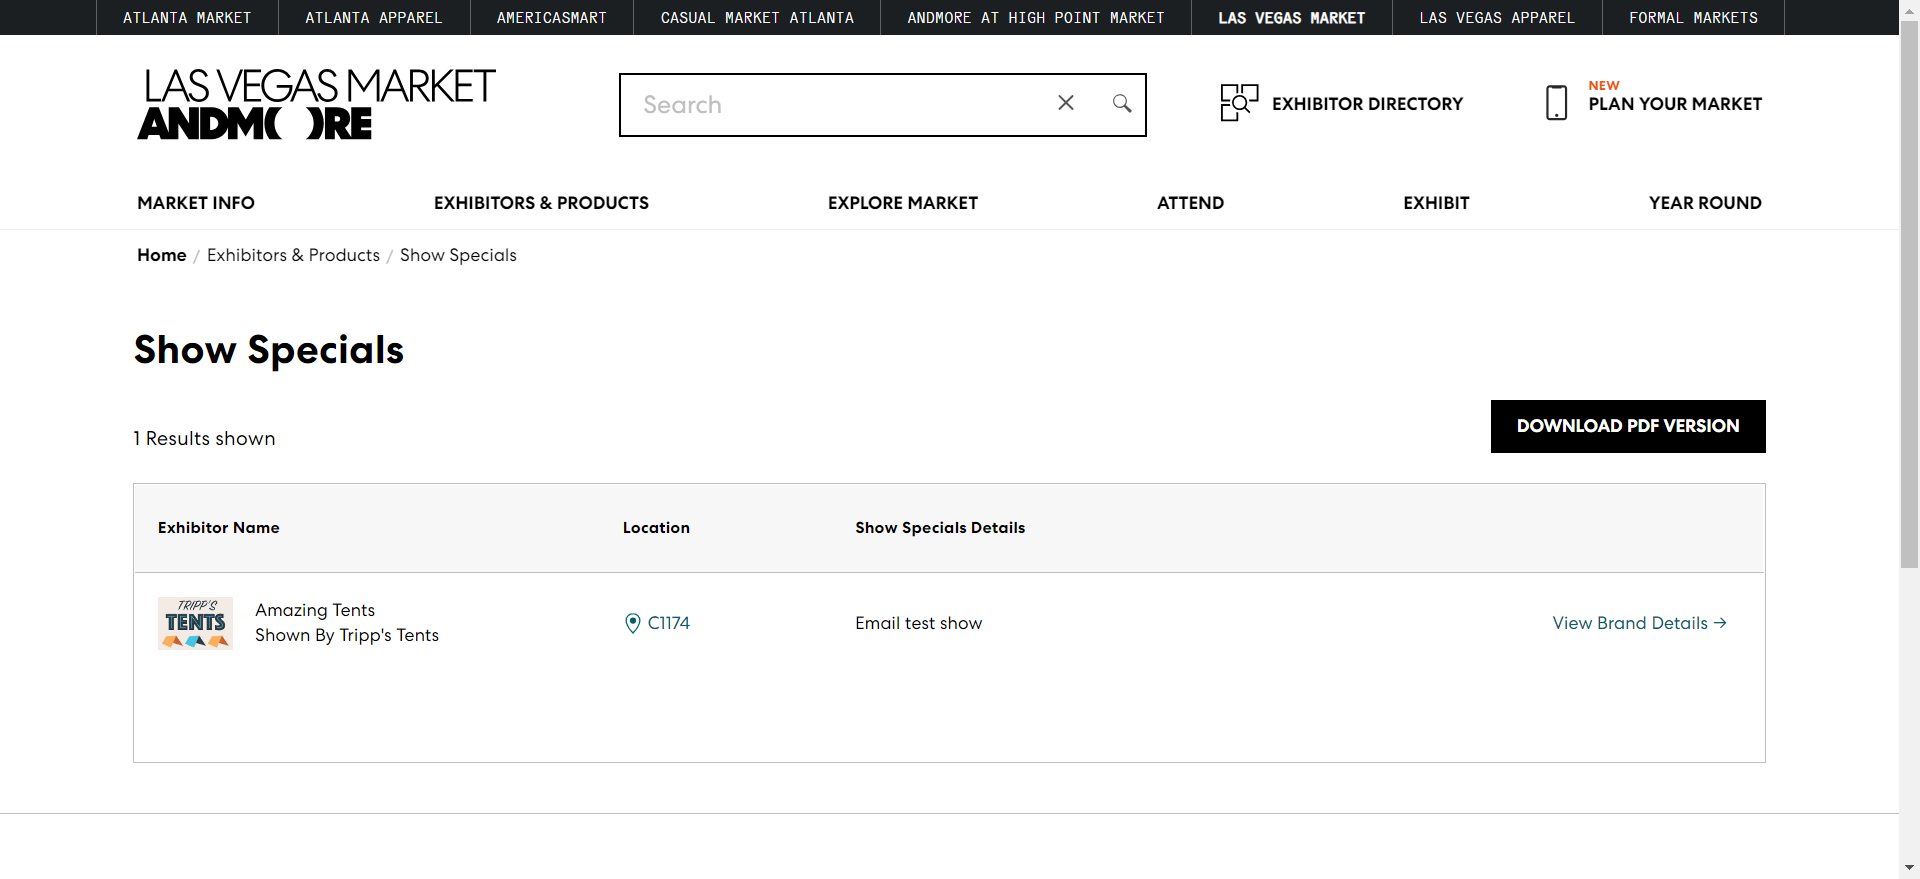 ATLANTA MARKET
ATLANTA APPAREL
AMERICASMART
CASUAL MARKET ATLANTA
ANDMORE AT HIGH POINT MARKET
LAS VEGAS MARKET
LAS VEGAS APPAREL
FORMAL MARKETS
LAS VEGAS MARKET
ANDMORE
Search
EXHIBITOR DIRECTORY
NEW
PLAN YOUR MARKET
MARKET INFO
EXHIBITORS & PRODUCTS
EXPLORE MARKET
ATTEND
EXHIBIT
YEAR ROUND
Home / Exhibitors & Products / Show Specials
Show Specials
1 Results shown
DOWNLOAD PDF VERSION
Exhibitor Name
Location
Show Specials Details
TRIPP'S
TENTS
Amazing Tents
Shown By Tripp's Tents
C1174
Email test show
View Brand Details →